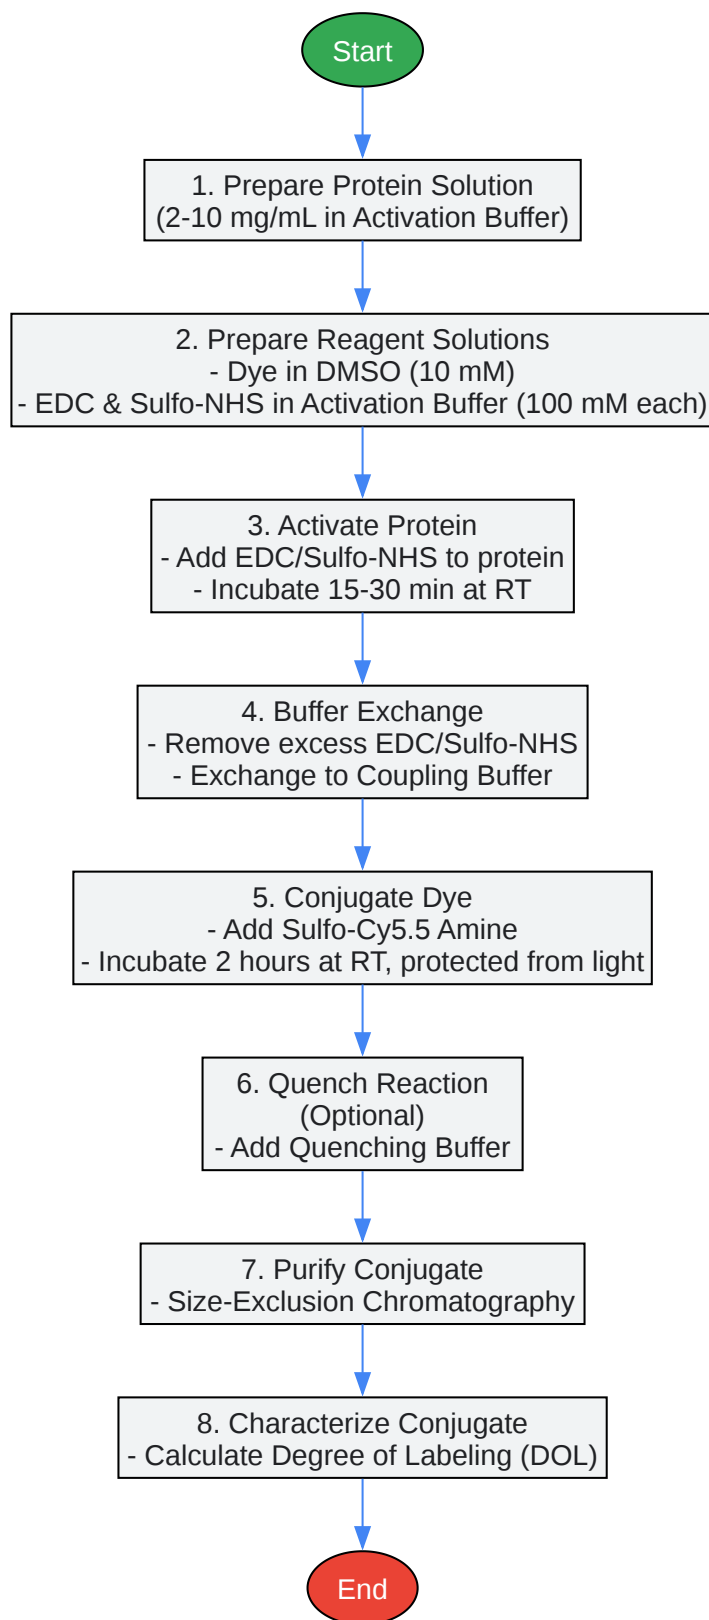 Start
1. Prepare Protein Solution
(2-10 mg/mL in Activation Buffer)
2. Prepare Reagent Solutions
- Dye in DMSO (10 mM)
- EDC & Sulfo-NHS in Activation Buffer (100 mM each)
3. Activate Protein
- Add EDC/Sulfo-NHS to protein
- Incubate 15-30 min at RT
4. Buffer Exchange
- Remove excess EDC/Sulfo-NHS
- Exchange to Coupling Buffer
5. Conjugate Dye
- Add Sulfo-Cy5.5 Amine
- Incubate 2 hours at RT, protected from light
6. Quench Reaction
(Optional)
- Add Quenching Buffer
7. Purify Conjugate
- Size-Exclusion Chromatography
8. Characterize Conjugate
- Calculate Degree of Labeling (DOL)
End